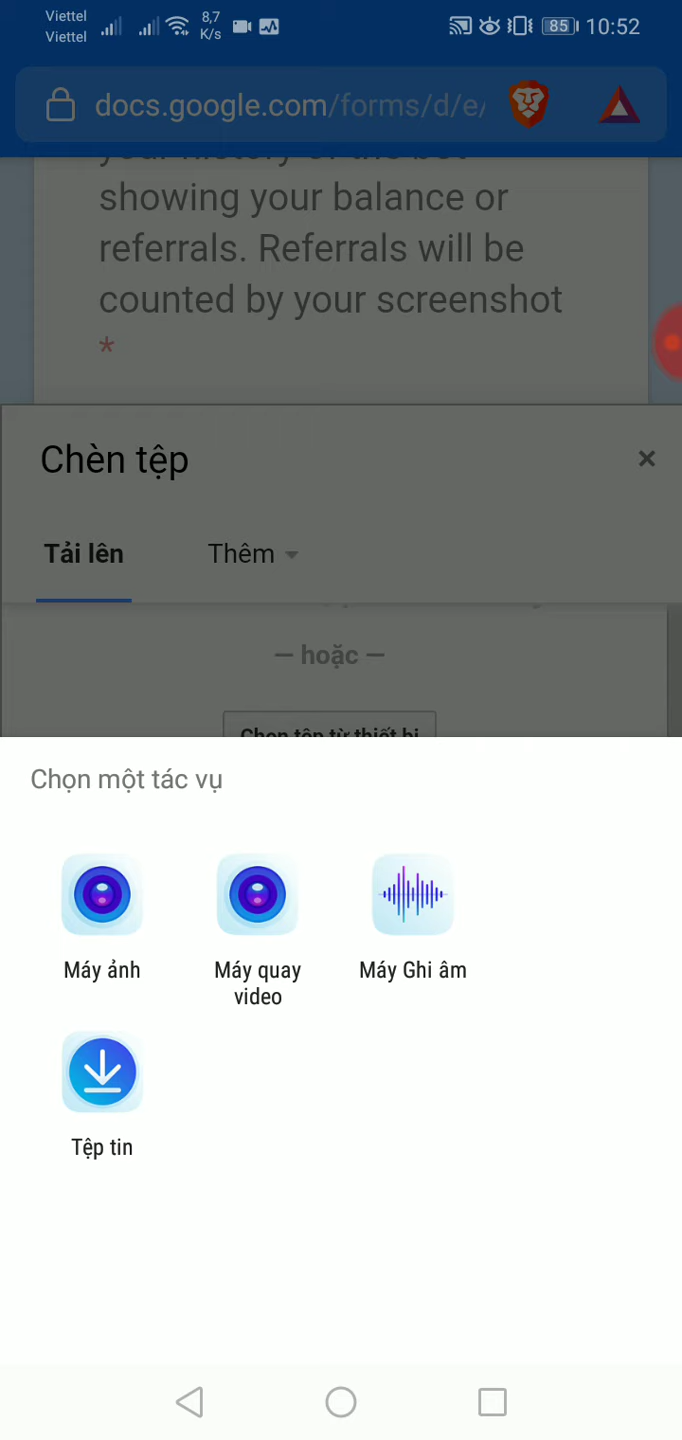 Viettel
Viettel
8,7
K/s
85
10:52
docs.google.com/forms/d/e/
showing your balance or
referrals. Referrals will be
counted by your screenshot
*
Chèn tệp
×
Tải lên
Thêm
— hoặc —
Chọn tệp từ thiết bị
Chọn một tác vụ
Máy ảnh
Máy quay
video
Máy Ghi âm
Tệp tin